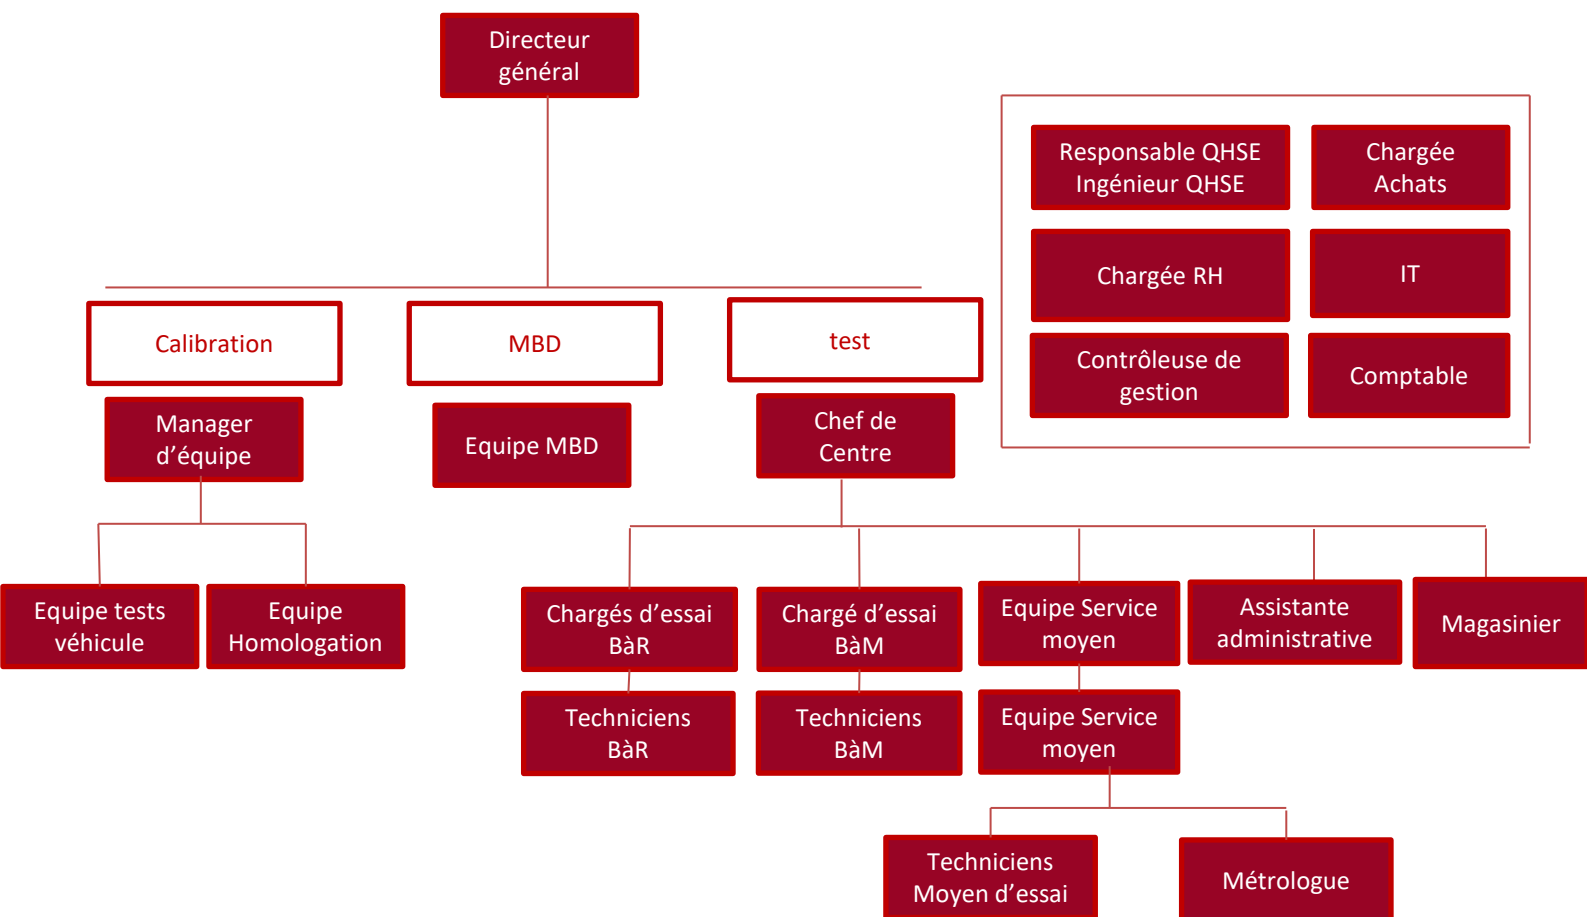 Directeur
général
Responsable QHSE
Ingénieur QHSE
Chargée
Achats
Chargée RH
IT
Contrôleuse de
gestion
Comptable
Calibration
MBD
test
Manager
d’équipe
Equipe MBD
Chef de
Centre
Equipe tests
véhicule
Equipe
Homologation
Chargés d’essai
BàR
Chargé d’essai
BàM
Equipe Service
moyen
Assistante
administrative
Magasinier
Techniciens
BàR
Techniciens
BàM
Equipe Service
moyen
Techniciens
Moyen d’essai
Métrologue